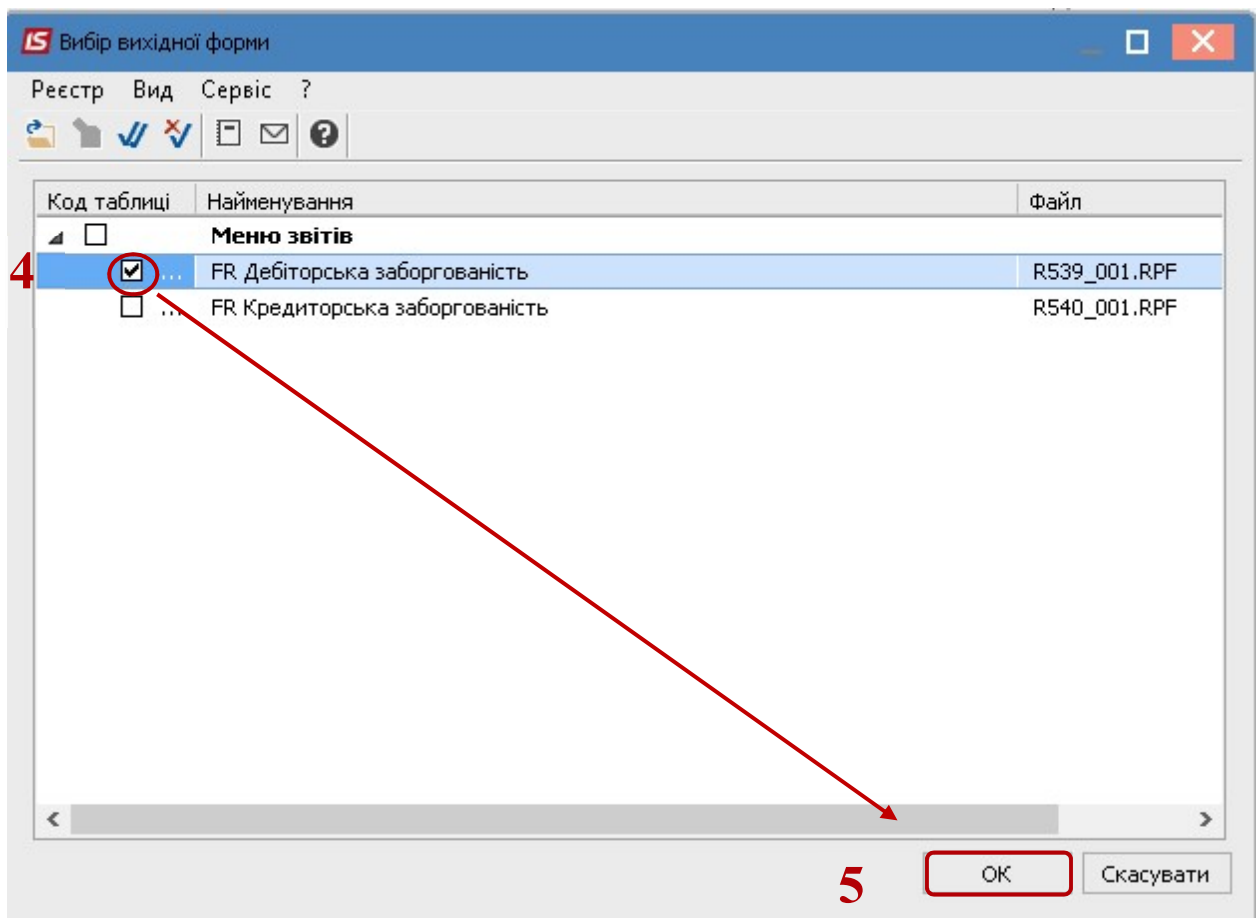 IS Вибір вихідної форми
Реєстр Вид Сервіс ?
Код таблиці Найменування Файл
Меню звітів
4 ... FR Дебіторська заборгованість R539_001.RPF
... FR Кредиторська заборгованість R540_001.RPF
5 ОК Скасувати